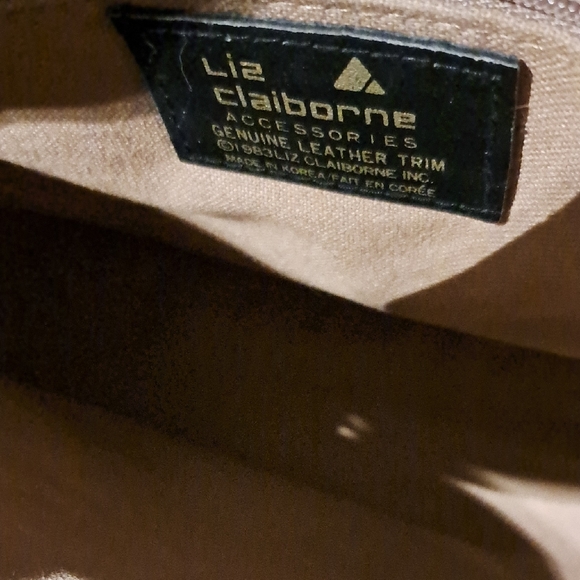 Liz
claiborne
ACCESSORIES
GENUINE LEATHER TRIM
©1983LIZ CLAIBORNE INC.
MADE IN KOREA/FAIT EN CORÉE